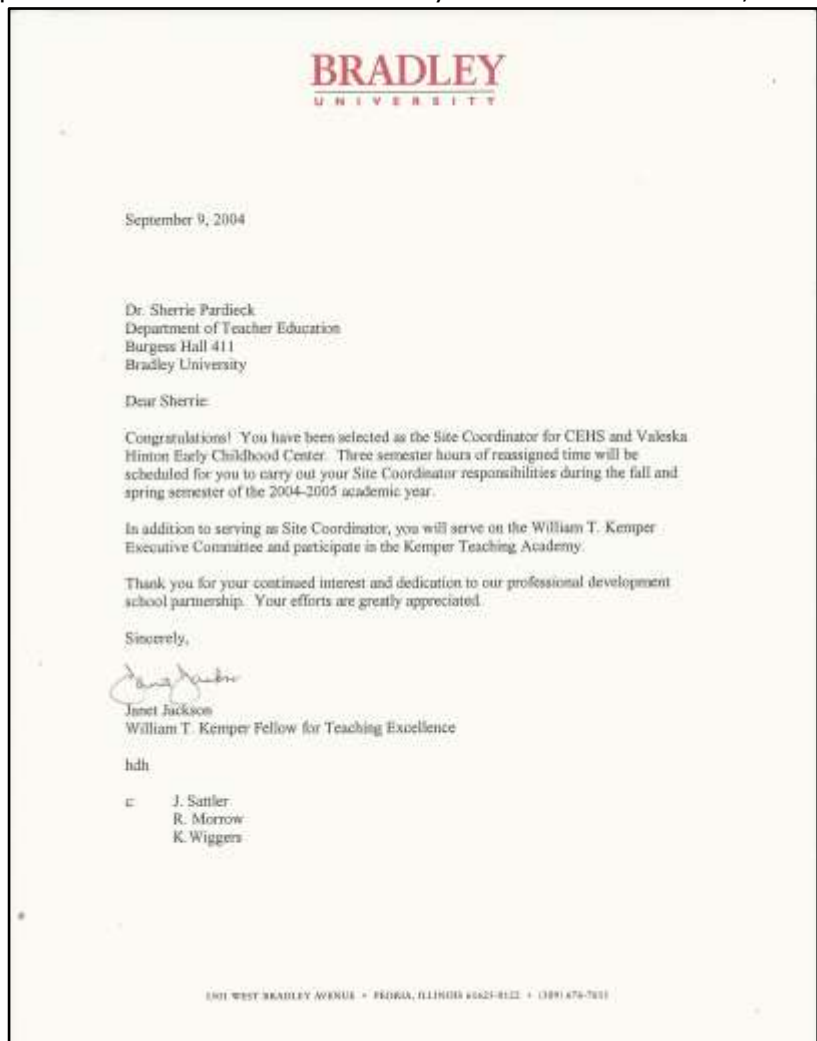 BRADLEY
UNIVERSITY
September 9, 2004
Dr. Sherrie Pardieck
Department of Teacher Education
Burgess Hall 411
Bradley University
Dear Sherrie:
Congratulations! You have been selected as the Site Coordinator for CEHS and Valeska
Hinton Early Childhood Center. Three semester hours of reassigned time will be
scheduled for you to carry out your Site Coordinator responsibilities during the fall and
spring semester of the 2004-2005 academic year.
In addition to serving as Site Coordinator, you will serve on the William T. Kemper
Executive Committee and participate in the Kemper Teaching Academy.
Thank you for your continued interest and dedication to our professional development
school partnership. Your efforts are greatly appreciated.
Sincerely,
Janet Jackson
William T. Kemper Fellow for Teaching Excellence
hdh
c: J. Sattler
R. Morrow
K. Wiggers
1501 WEST BRADLEY AVENUE • PEORIA, ILLINOIS